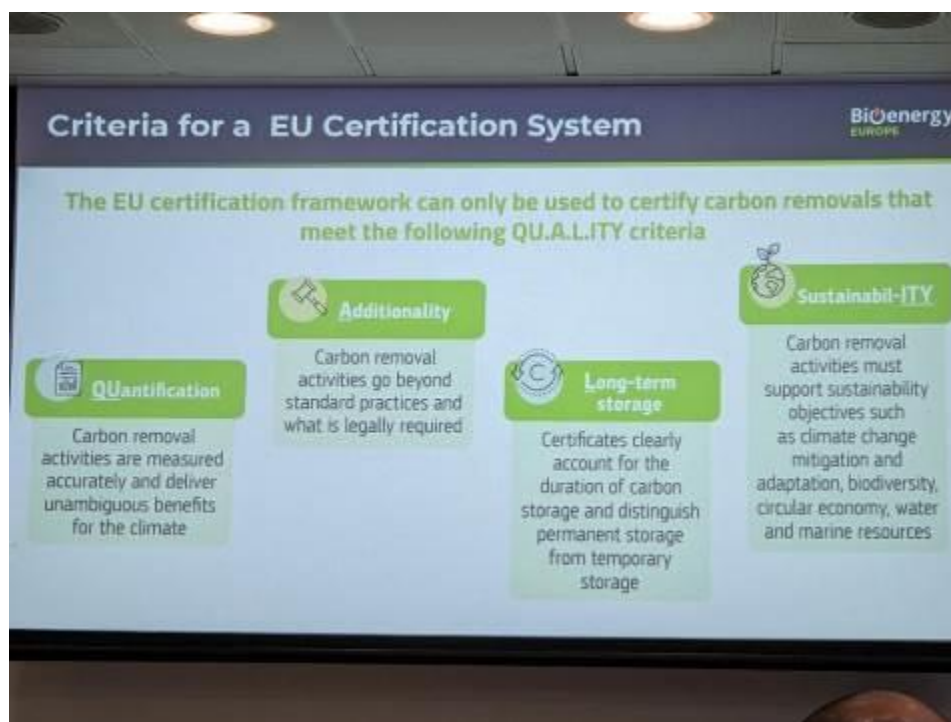 Criteria for a EU Certification System
Bioenergy
EUROPE
The EU certification framework can only be used to certify carbon removals that
meet the following QU.A.L.ITY criteria
QUantification
Carbon removal
activities are measured
accurately and deliver
unambiguous benefits
for the climate
Additionality
Carbon removal
activities go beyond
standard practices and
what is legally required
C
Long-term
storage
Certificates clearly
account for the
duration of carbon
storage and distinguish
permanent storage
from temporary
storage
Sustainabil-ITY
Carbon removal
activities must
support sustainability
objectives such
as climate change
mitigation and
adaptation, biodiversity,
circular economy, water
and marine resources